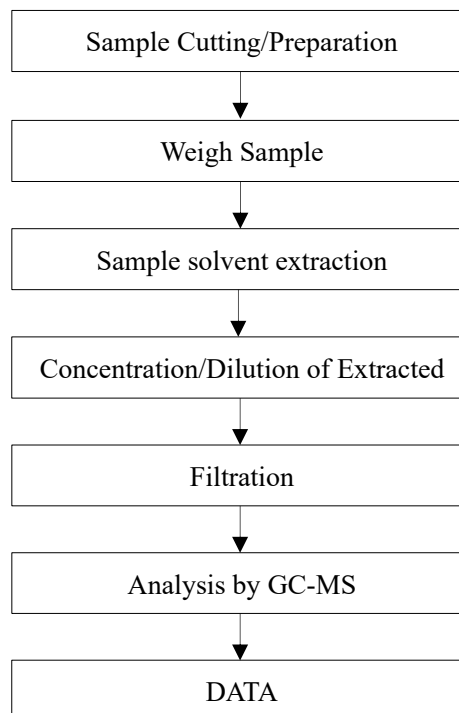 Sample Cutting/Preparation
Weigh Sample
Sample solvent extraction
Concentration/Dilution of Extracted
Filtration
Analysis by GC-MS
DATA